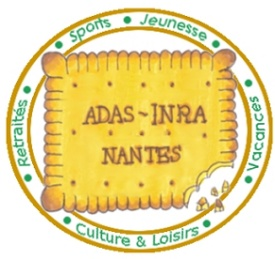 • Sports • Jeunesse •
Retraités •
• Vacances
ADAS-INRA
NANTES
• Culture & Loisirs •